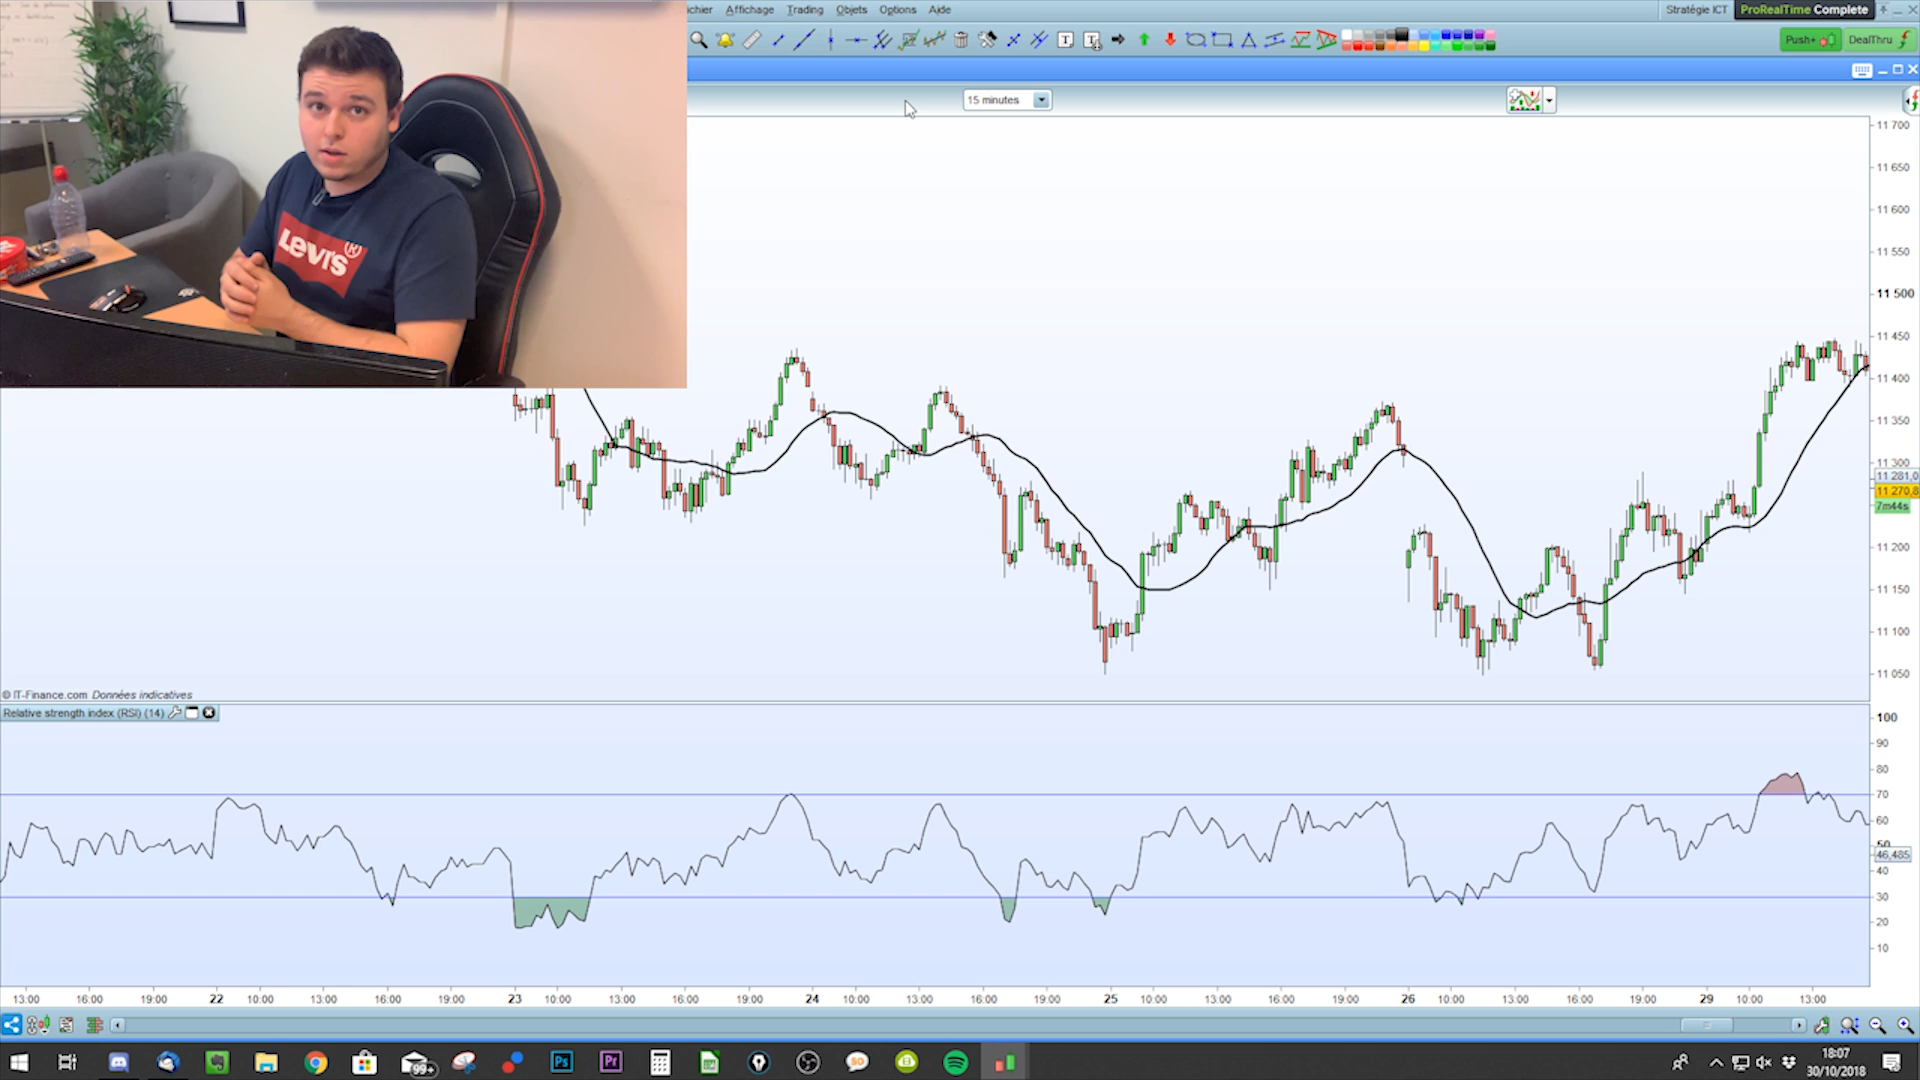 chier Affichage Trading Objets Options Aide
Stratégie ICT
ProRealTime Complete
Push+
DealThru
15 minutes
LEVI'S®
11 700
11 650
11 600
11 550
11 500
11 450
11 400
11 350
11 300
11 281,0
11 270,8
7m44s
11 200
11 150
11 100
11 050
© IT-Finance.com Données indicatives
Relative strength index (RSI) (14)
100
90
80
70
60
50
46,485
40
30
20
10
13:00 16:00 19:00 22 10:00 13:00 16:00 19:00 23 10:00 13:00 16:00 19:00 24 10:00 13:00 16:00 19:00 25 10:00 13:00 16:00 19:00 26 10:00 13:00 16:00 19:00 29 10:00 13:00
99+
Ps
Pr
18:07
30/10/2018